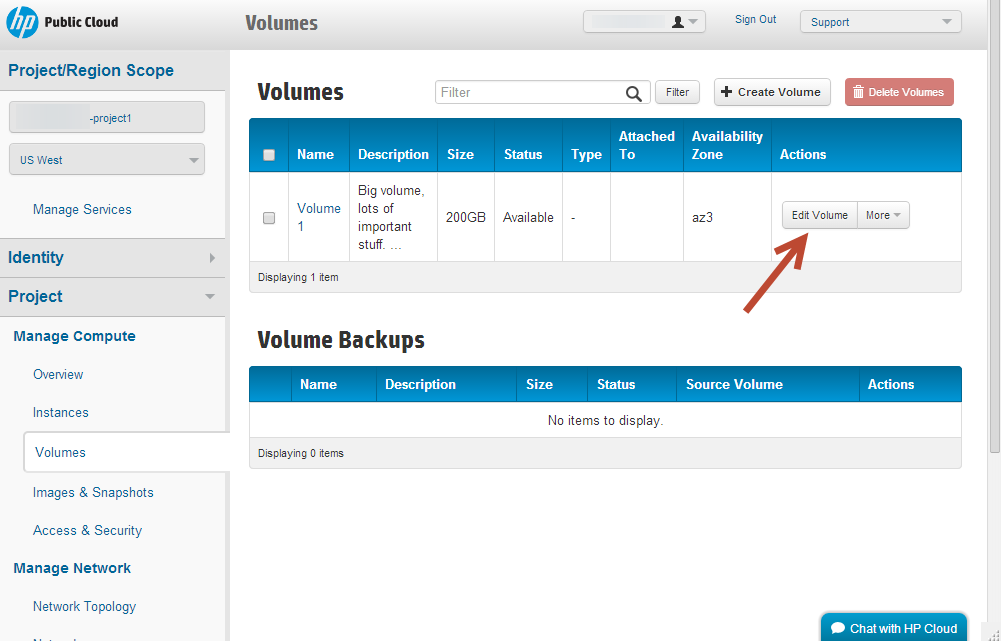 hp Public Cloud
Volumes
Sign Out
Support
Project/Region Scope
-project1
US West
Manage Services
Identity
Project
Manage Compute
Overview
Instances
Volumes
Images & Snapshots
Access & Security
Manage Network
Network Topology
Volumes
Filter
Filter
Create Volume
Delete Volumes
Name Description Size Status Type Attached To Availability Zone Actions
Volume 1
Big volume,
lots of
important
stuff. ...
200GB
Available
-
az3
Edit Volume
More
Displaying 1 item
Volume Backups
Name Description Size Status Source Volume Actions
No items to display.
Displaying 0 items
Chat with HP Cloud